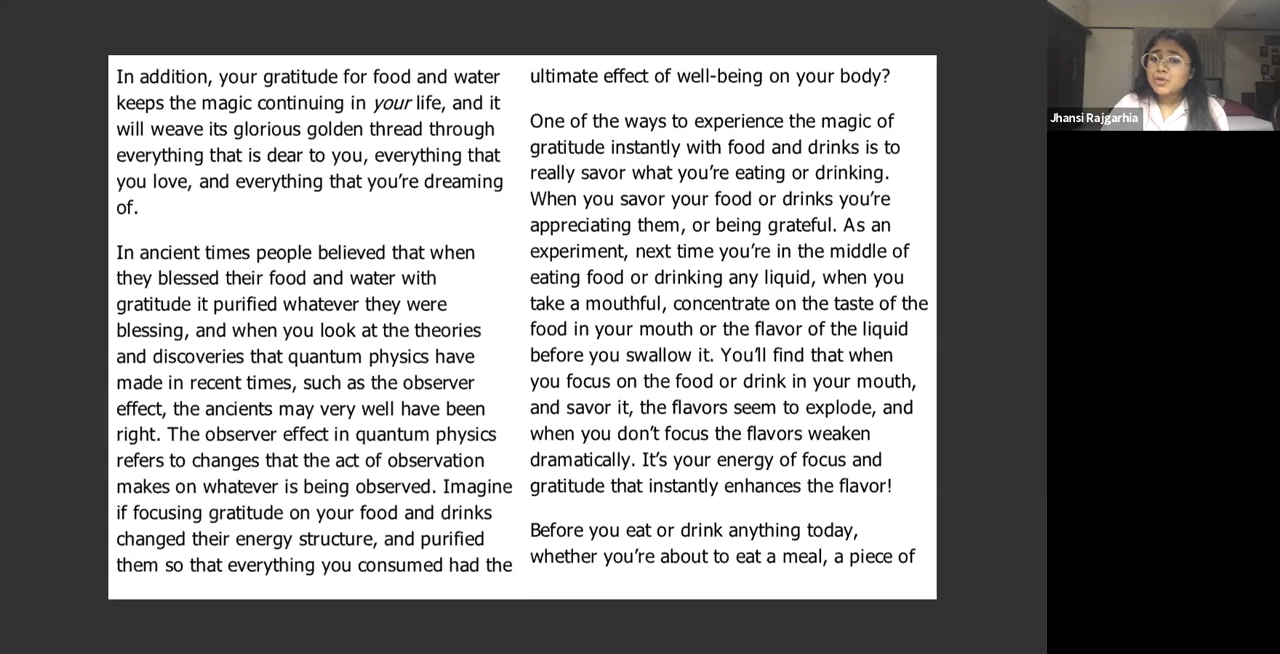 In addition, your gratitude for food and water
keeps the magic continuing in your life, and it
will weave its glorious golden thread through
everything that is dear to you, everything that
you love, and everything that you’re dreaming
of.
In ancient times people believed that when
they blessed their food and water with
gratitude it purified whatever they were
blessing, and when you look at the theories
and discoveries that quantum physics have
made in recent times, such as the observer
effect, the ancients may very well have been
right. The observer effect in quantum physics
refers to changes that the act of observation
makes on whatever is being observed. Imagine
if focusing gratitude on your food and drinks
changed their energy structure, and purified
them so that everything you consumed had the
ultimate effect of well-being on your body?
One of the ways to experience the magic of
gratitude instantly with food and drinks is to
really savor what you’re eating or drinking.
When you savor your food or drinks you’re
appreciating them, or being grateful. As an
experiment, next time you’re in the middle of
eating food or drinking any liquid, when you
take a mouthful, concentrate on the taste of the
food in your mouth or the flavor of the liquid
before you swallow it. You’ll find that when
you focus on the food or drink in your mouth,
and savor it, the flavors seem to explode, and
when you don’t focus the flavors weaken
dramatically. It’s your energy of focus and
gratitude that instantly enhances the flavor!
Before you eat or drink anything today,
whether you’re about to eat a meal, a piece of
Jhansi Rajgarhia